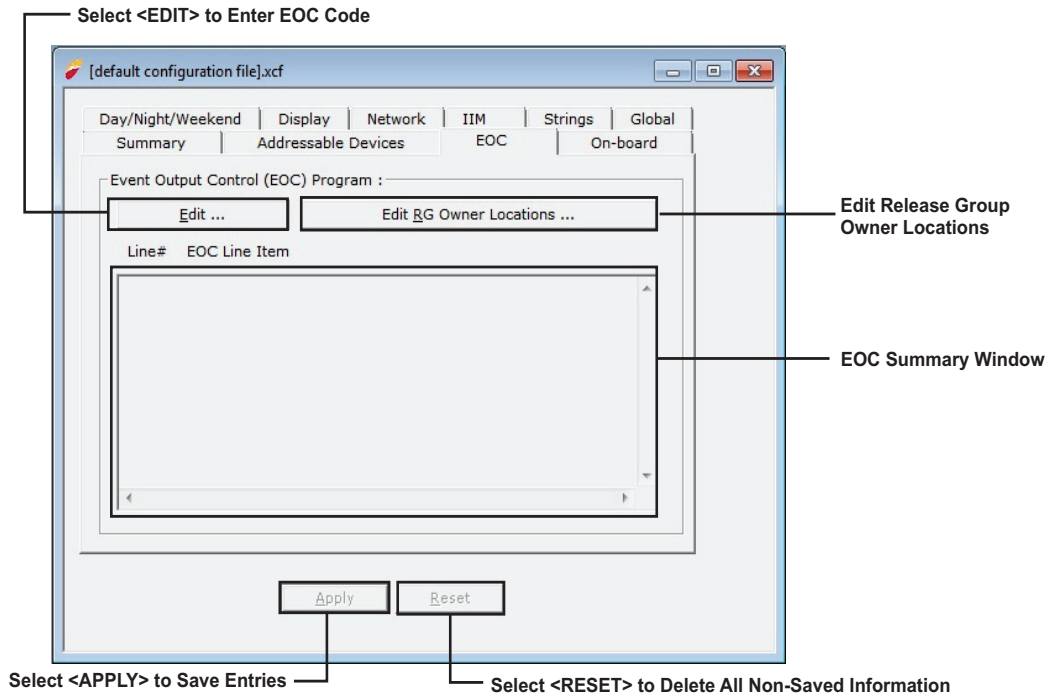 Select <EDIT> to Enter EOC Code
[default configuration file].xcf
Day/Night/Weekend Display Network IIM Strings Global
Summary Addressable Devices EOC On-board
Event Output Control (EOC) Program :
Edit ... Edit RG Owner Locations ...
Edit Release Group
Owner Locations
Line# EOC Line Item
EOC Summary Window
Apply Reset
Select <APPLY> to Save Entries
Select <RESET> to Delete All Non-Saved Information